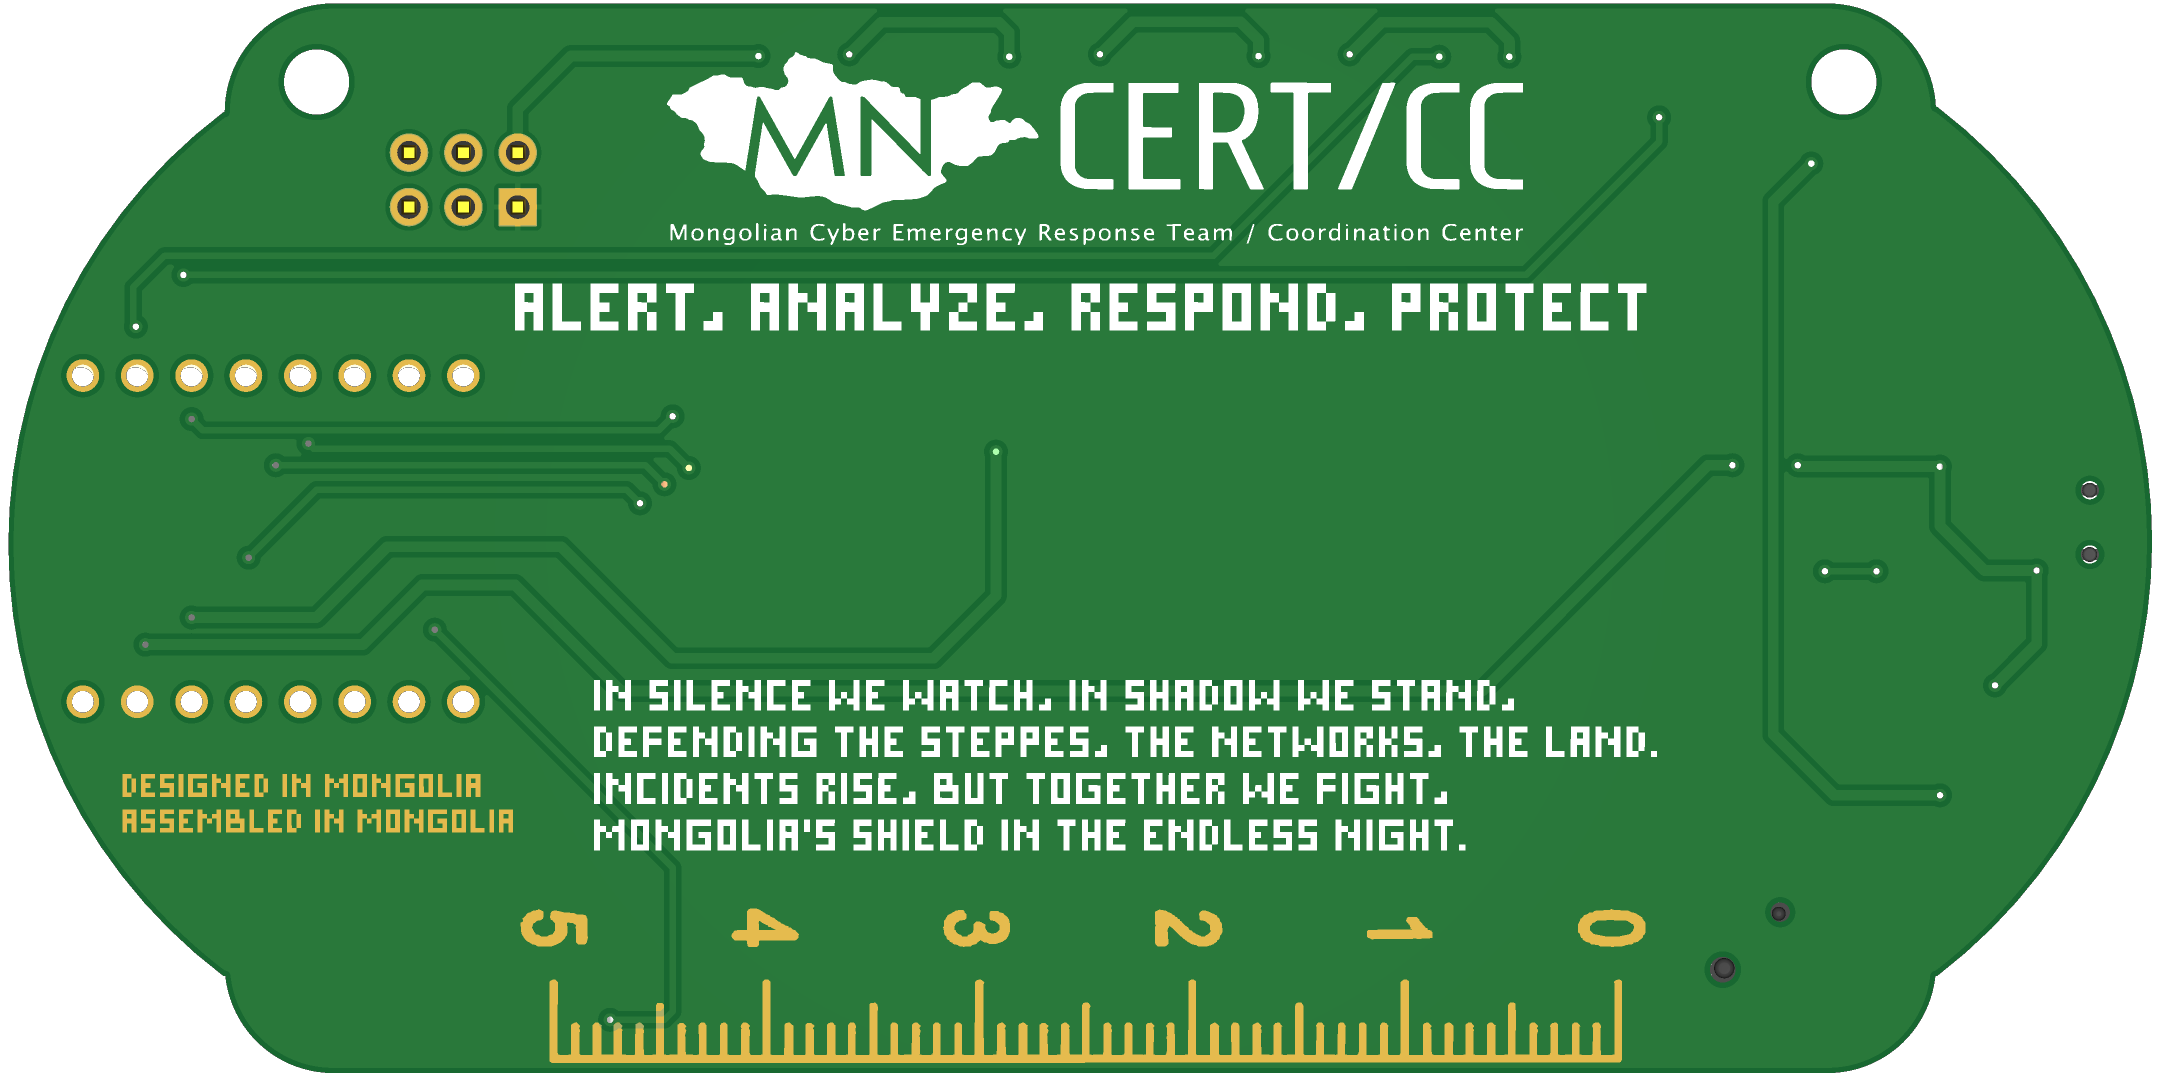 MN CERT/CC
Mongolian Cyber Emergency Response Team / Coordination Center
ALERT, ANALYZE, RESPOND, PROTECT
IN SILENCE WE WATCH, IN SHADOW WE STAND,
DEFENDING THE STEPPES, THE NETWORKS, THE LAND.
INCIDENTS RISE, BUT TOGETHER WE FIGHT,
MONGOLIA'S SHIELD IN THE ENDLESS NIGHT.
DESIGNED IN MONGOLIA
ASSEMBLED IN MONGOLIA
5 4 3 2 1 0